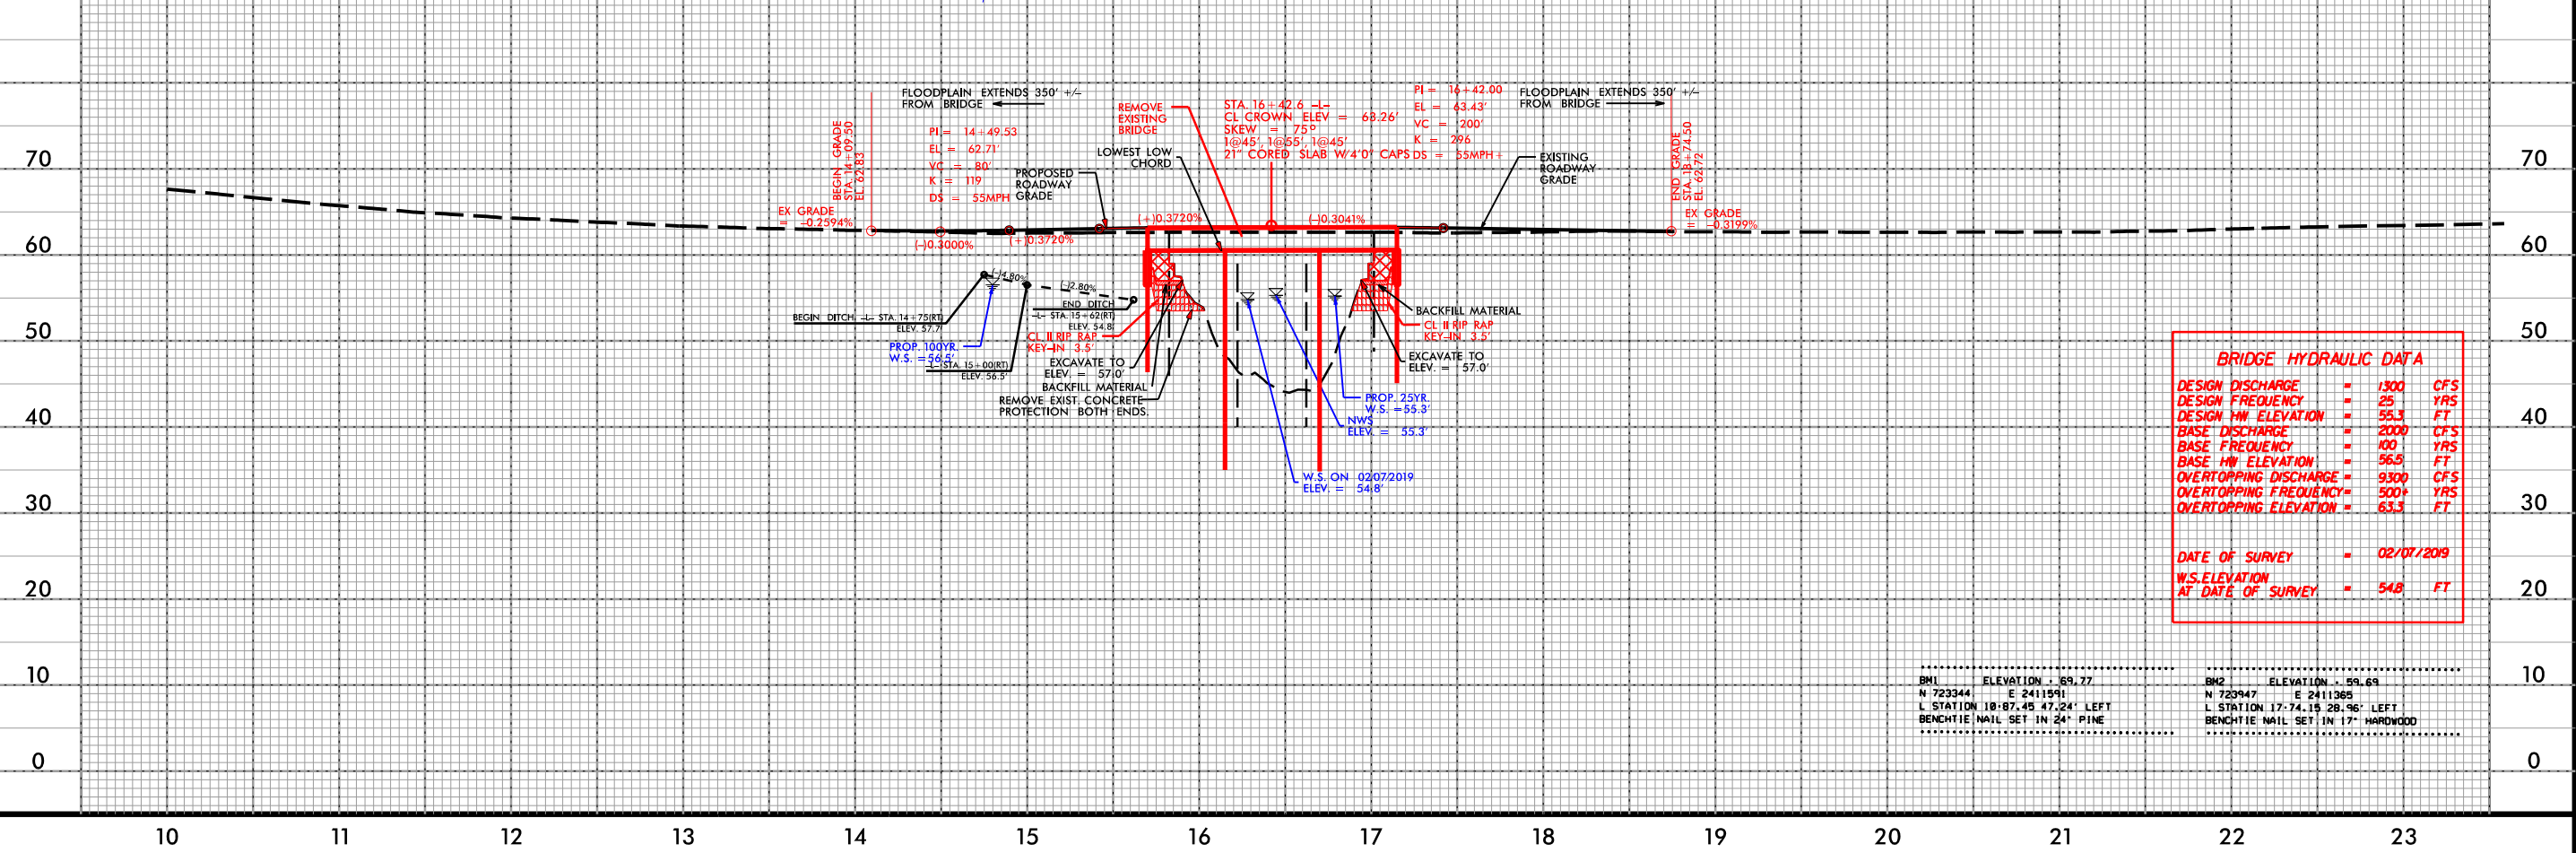 FLOODPLAIN EXTENDS 350' +/-
FROM BRIDGE
PI = 14+49.53
EL = 62.71'
VC = 80'
K = 119
DS = 55MPH
BEGIN GRADE
STA. 14+09.50
EL. 62.83
EX GRADE
= -0.2594%
(-)0.3000%
(+)0.3720%
PROPOSED
ROADWAY
GRADE
LOWEST LOW
CHORD
REMOVE
EXISTING
BRIDGE
STA. 16+42.6 -L-
CL CROWN ELEV = 63.26'
SKEW = 75°
1@45', 1@55', 1@45'
21" CORED SLAB W/4'0" CAPS
PI = 16+42.00
EL = 63.43'
VC = 200'
K = 296
DS = 55MPH+
FLOODPLAIN EXTENDS 350' +/-
FROM BRIDGE
EXISTING
ROADWAY
GRADE
END GRADE
STA. 18+74.50
EL. 62.72
EX GRADE
= -0.3199%
(+)0.3720%
(-)0.3041%
70
60
50
40
30
20
10
0
70
60
50
40
30
20
10
0
(-)4.80%
(-)2.80%
BEGIN DITCH -L- STA. 14+75(RT)
ELEV. 57.7'
END DITCH
-L- STA. 15+62(RT)
ELEV. 54.8'
PROP. 100YR.
W.S. =56.5'
-L- STA. 15+00(RT)
ELEV. 56.5'
CL II RIP RAP
KEY-IN 3.5'
EXCAVATE TO
ELEV. = 57.0'
BACKFILL MATERIAL
REMOVE EXIST. CONCRETE
PROTECTION BOTH ENDS.
BACKFILL MATERIAL
CL II RIP RAP
KEY-IN 3.5'
EXCAVATE TO
ELEV. = 57.0'
PROP. 25YR.
W.S. =55.3'
NWS
ELEV. = 55.3'
W.S. ON 02/07/2019
ELEV. = 54.8'
BRIDGE HYDRAULIC DATA
DESIGN DISCHARGE = 1300 CFS
DESIGN FREQUENCY = 25 YRS
DESIGN HW ELEVATION = 55.3 FT
BASE DISCHARGE = 2000 CFS
BASE FREQUENCY = 100 YRS
BASE HW ELEVATION = 56.5 FT
OVERTOPPING DISCHARGE = 9300 CFS
OVERTOPPING FREQUENCY= 500+ YRS
OVERTOPPING ELEVATION = 63.3 FT
DATE OF SURVEY = 02/07/2019
W.S.ELEVATION
AT DATE OF SURVEY = 54.8 FT
BM1 ELEVATION - 69.77
N 723344 E 2411591
L STATION 10+87.45 47.24' LEFT
BENCHTIE NAIL SET IN 24" PINE
BM2 ELEVATION - 59.69
N 723947 E 2411365
L STATION 17+74.15 28.96' LEFT
BENCHTIE NAIL SET IN 17" HARDWOOD
10 11 12 13 14 15 16 17 18 19 20 21 22 23